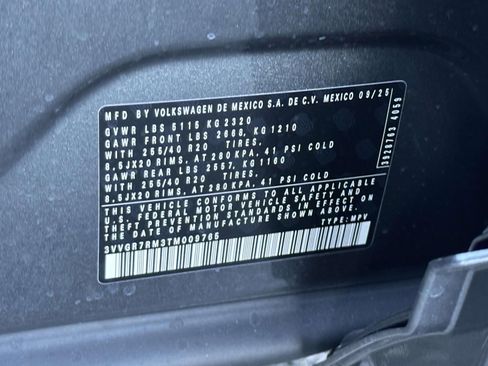 MFD BY VOLKSWAGEN DE MEXICO S.A. DE C.V. MEXICO 09/25
GVWR LBS 5115 KG 2320
GAWR FRONT LBS 2668, KG 1210
WITH 255/40 R20 TIRES.
8,5JX20 RIMS, AT 280 KPA, 41 PSI COLD
GAWR REAR LBS 2557, KG 1160
WITH 255/40 R20 TIRES.
8,5JX20 RIMS, AT 280 KPA, 41 PSI COLD
THIS VEHICLE CONFORMS TO ALL APPLICABLE
U.S. FEDERAL MOTOR VEHICLE SAFETY AND
THEFT PREVENTION STANDARDS IN EFFECT ON
THE DATE OF MANUFACTURE SHOWN ABOVE.
3VVGR7RM3TM009765 TYPE: MPV
4059